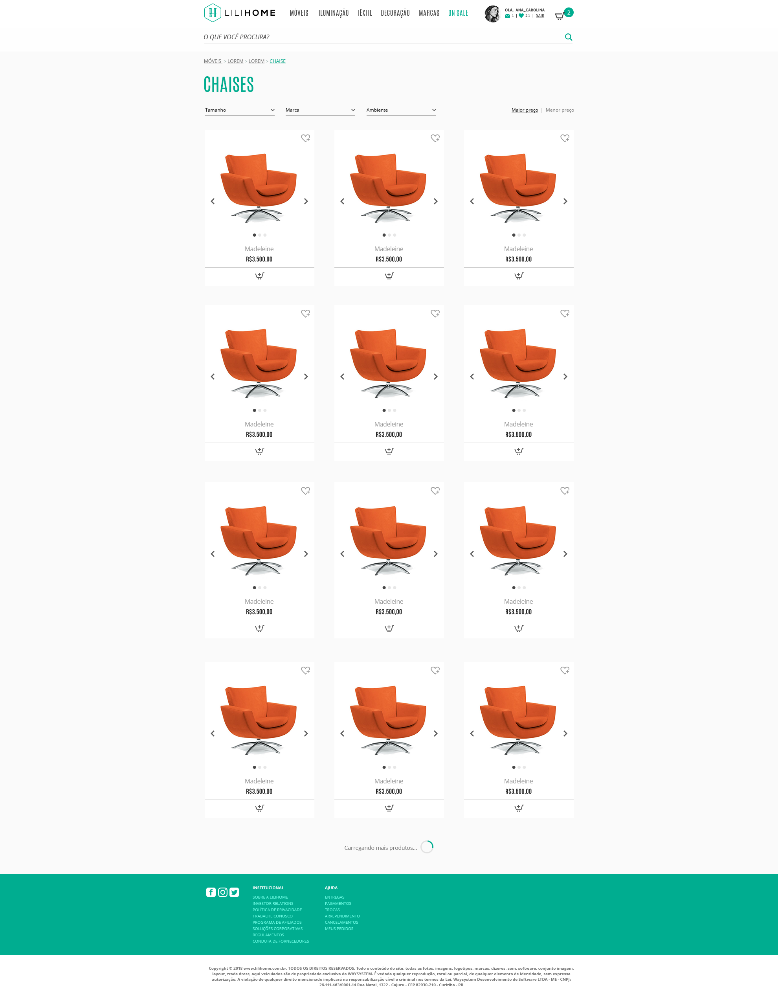 LILIHOME MÓVEIS ILUMINAÇÃO TÊXTIL DECORAÇÃO MARCAS ON SALE OLÁ, ANA_CAROLINA 2
1 | 21 | SAIR
O QUE VOCÊ PROCURA?
MÓVEIS > LOREM > LOREM > CHAISE
CHAISES
Tamanho Marca Ambiente Maior preço | Menor preço
Madeleine Madeleine Madeleine
R$3.500,00 R$3.500,00 R$3.500,00
Madeleine Madeleine Madeleine
R$3.500,00 R$3.500,00 R$3.500,00
Madeleine Madeleine Madeleine
R$3.500,00 R$3.500,00 R$3.500,00
Madeleine Madeleine Madeleine
R$3.500,00 R$3.500,00 R$3.500,00
Carregando mais produtos...
INSTITUCIONAL
SOBRE A LILIHOME
INVESTOR RELATIONS
POLÍTICA DE PRIVACIDADE
TRABALHE CONOSCO
PROGRAMA DE AFILIADOS
SOLUÇÕES CORPORATIVAS
REGULAMENTOS
CONDUTA DE FORNECEDORES
AJUDA
ENTREGAS
PAGAMENTOS
TROCAS
ARREPENDIMENTO
CANCELAMENTOS
MEUS PEDIDOS
Copyright © 2018 www.lilihome.com.br, TODOS OS DIREITOS RESERVADOS. Todo o conteúdo do site, todas as fotos, imagens, logotipos, marcas, dizeres, som, software, conjunto imagem,
layout, trade dress, aqui veiculados são de propriedade exclusiva da WAYSYSTEM. É vedada qualquer reprodução, total ou parcial, de qualquer elemento de identidade, sem expressa
autorização. A violação de qualquer direito mencionado implicará na responsabilização cível e criminal nos termos da Lei. Waysystem Desenvolvimento de Software LTDA - ME - CNPJ:
26.111.463/0001-14 Rua Natal, 1322 - Cajuru - CEP 82930-210 - Curitiba - PR